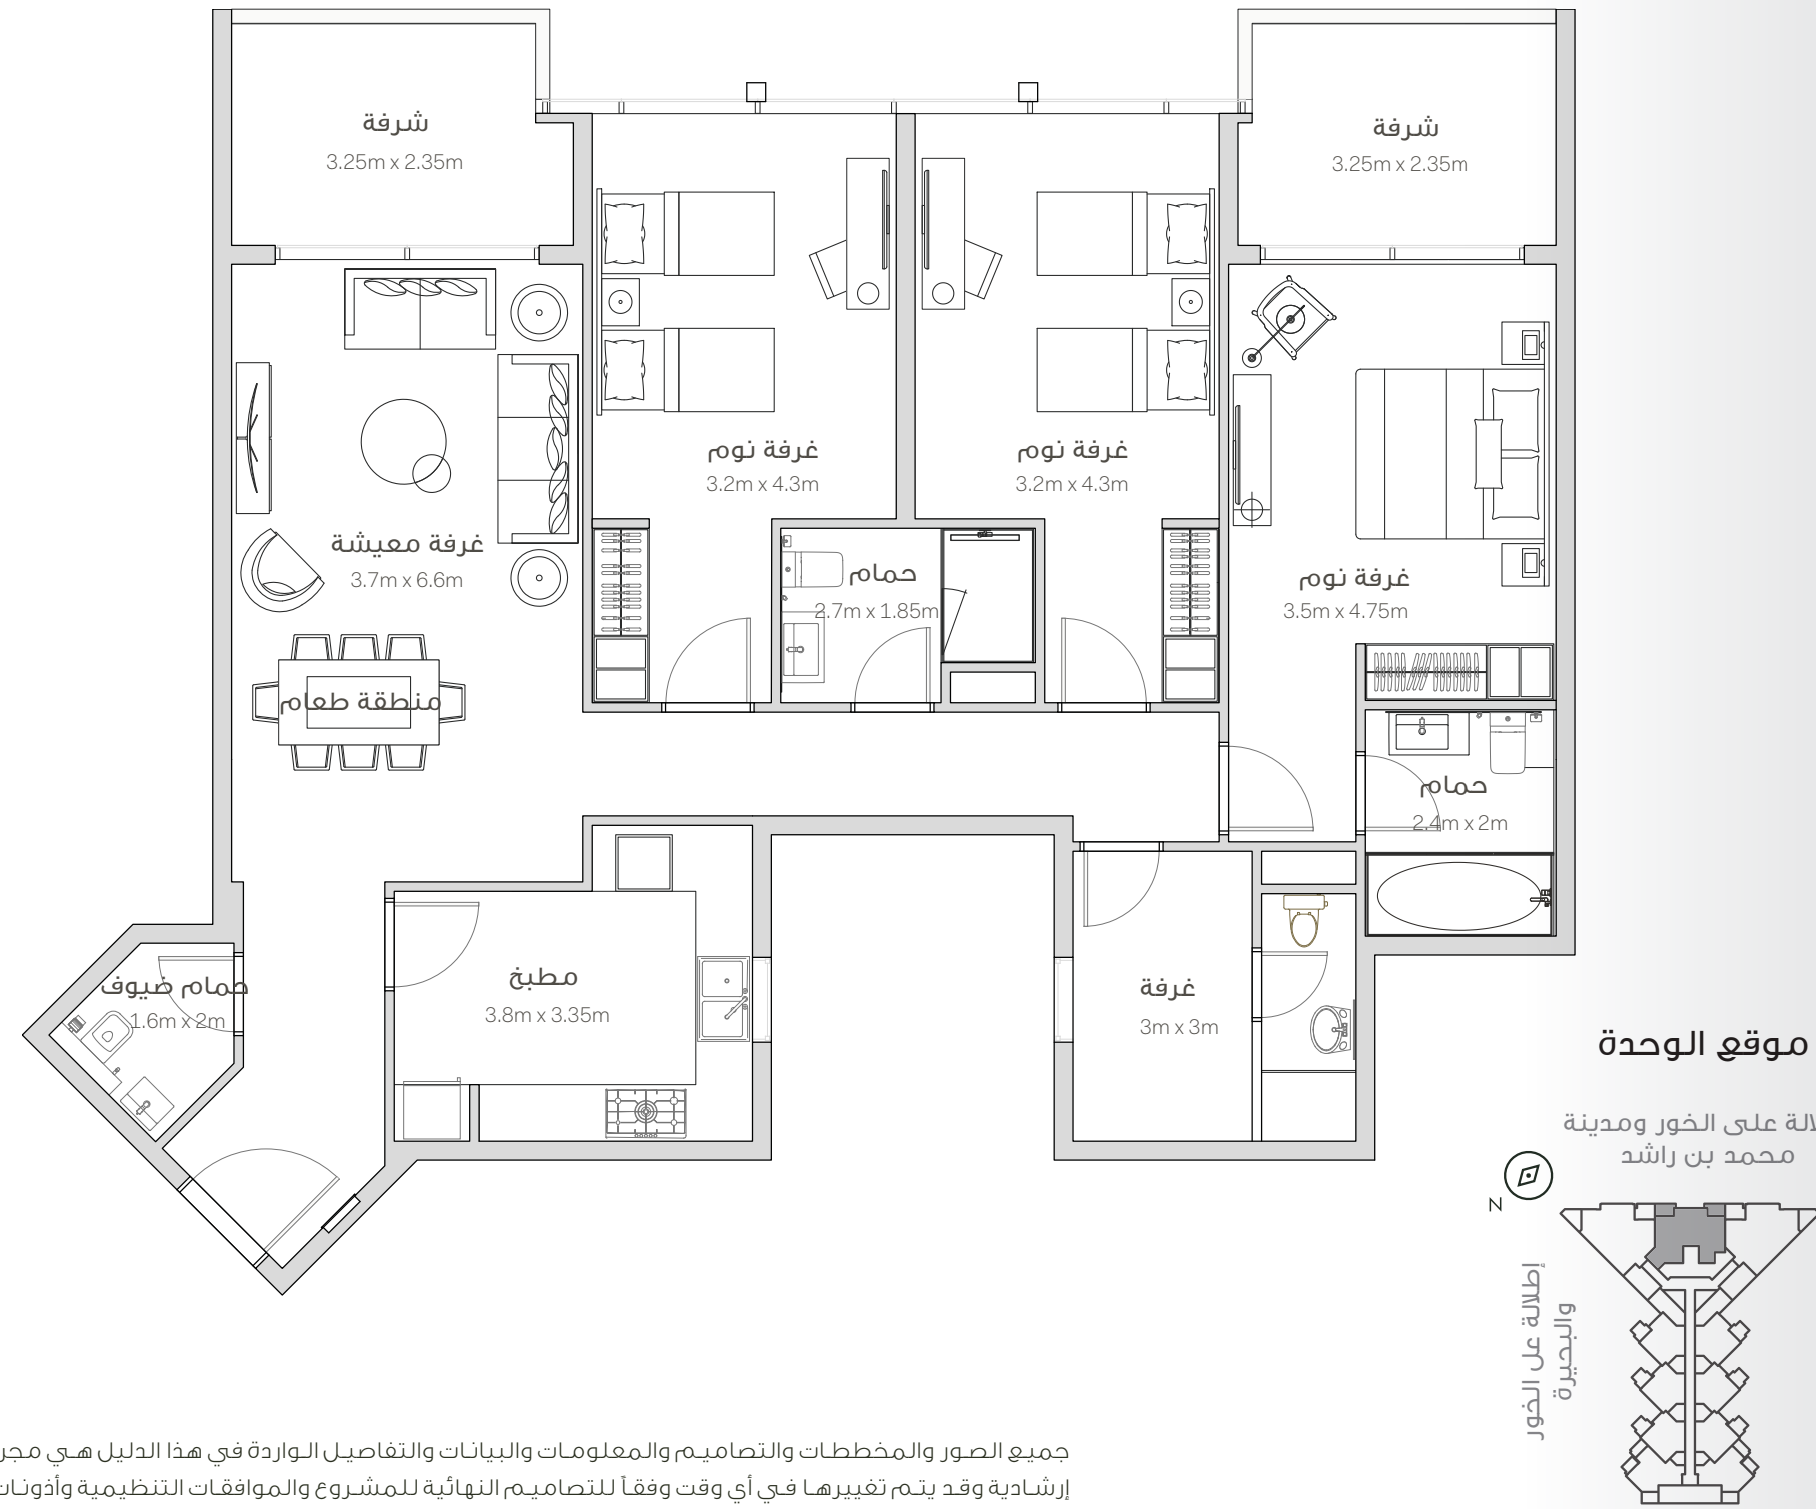 شرفة
3.25m x 2.35m
شرفة
3.25m x 2.35m
غرفة نوم
3.2m x 4.3m
غرفة نوم
3.2m x 4.3m
غرفة معيشة
3.7m x 6.6m
حمام
2.7m x 1.85m
غرفة نوم
3.5m x 4.75m
منطقة طعام
حمام
2.4m x 2m
حمام ضيوف
1.6m x 2m
مطبخ
3.8m x 3.35m
غرفة
3m x 3m
موقع الوحدة
على الخور ومدينة
محمد بن راشد
N
إطلالة عل الخور
والبحيرة
جميع الصور والمخططات والتصاميم والمعلومات والبيانات والتفاصيل الواردة في هذا الدليل هي
إرشادية وقد يتم تغييرها في أي وقت وفقاً للتصاميم النهائية للمشروع والموافقات التنظيمية وأذونات